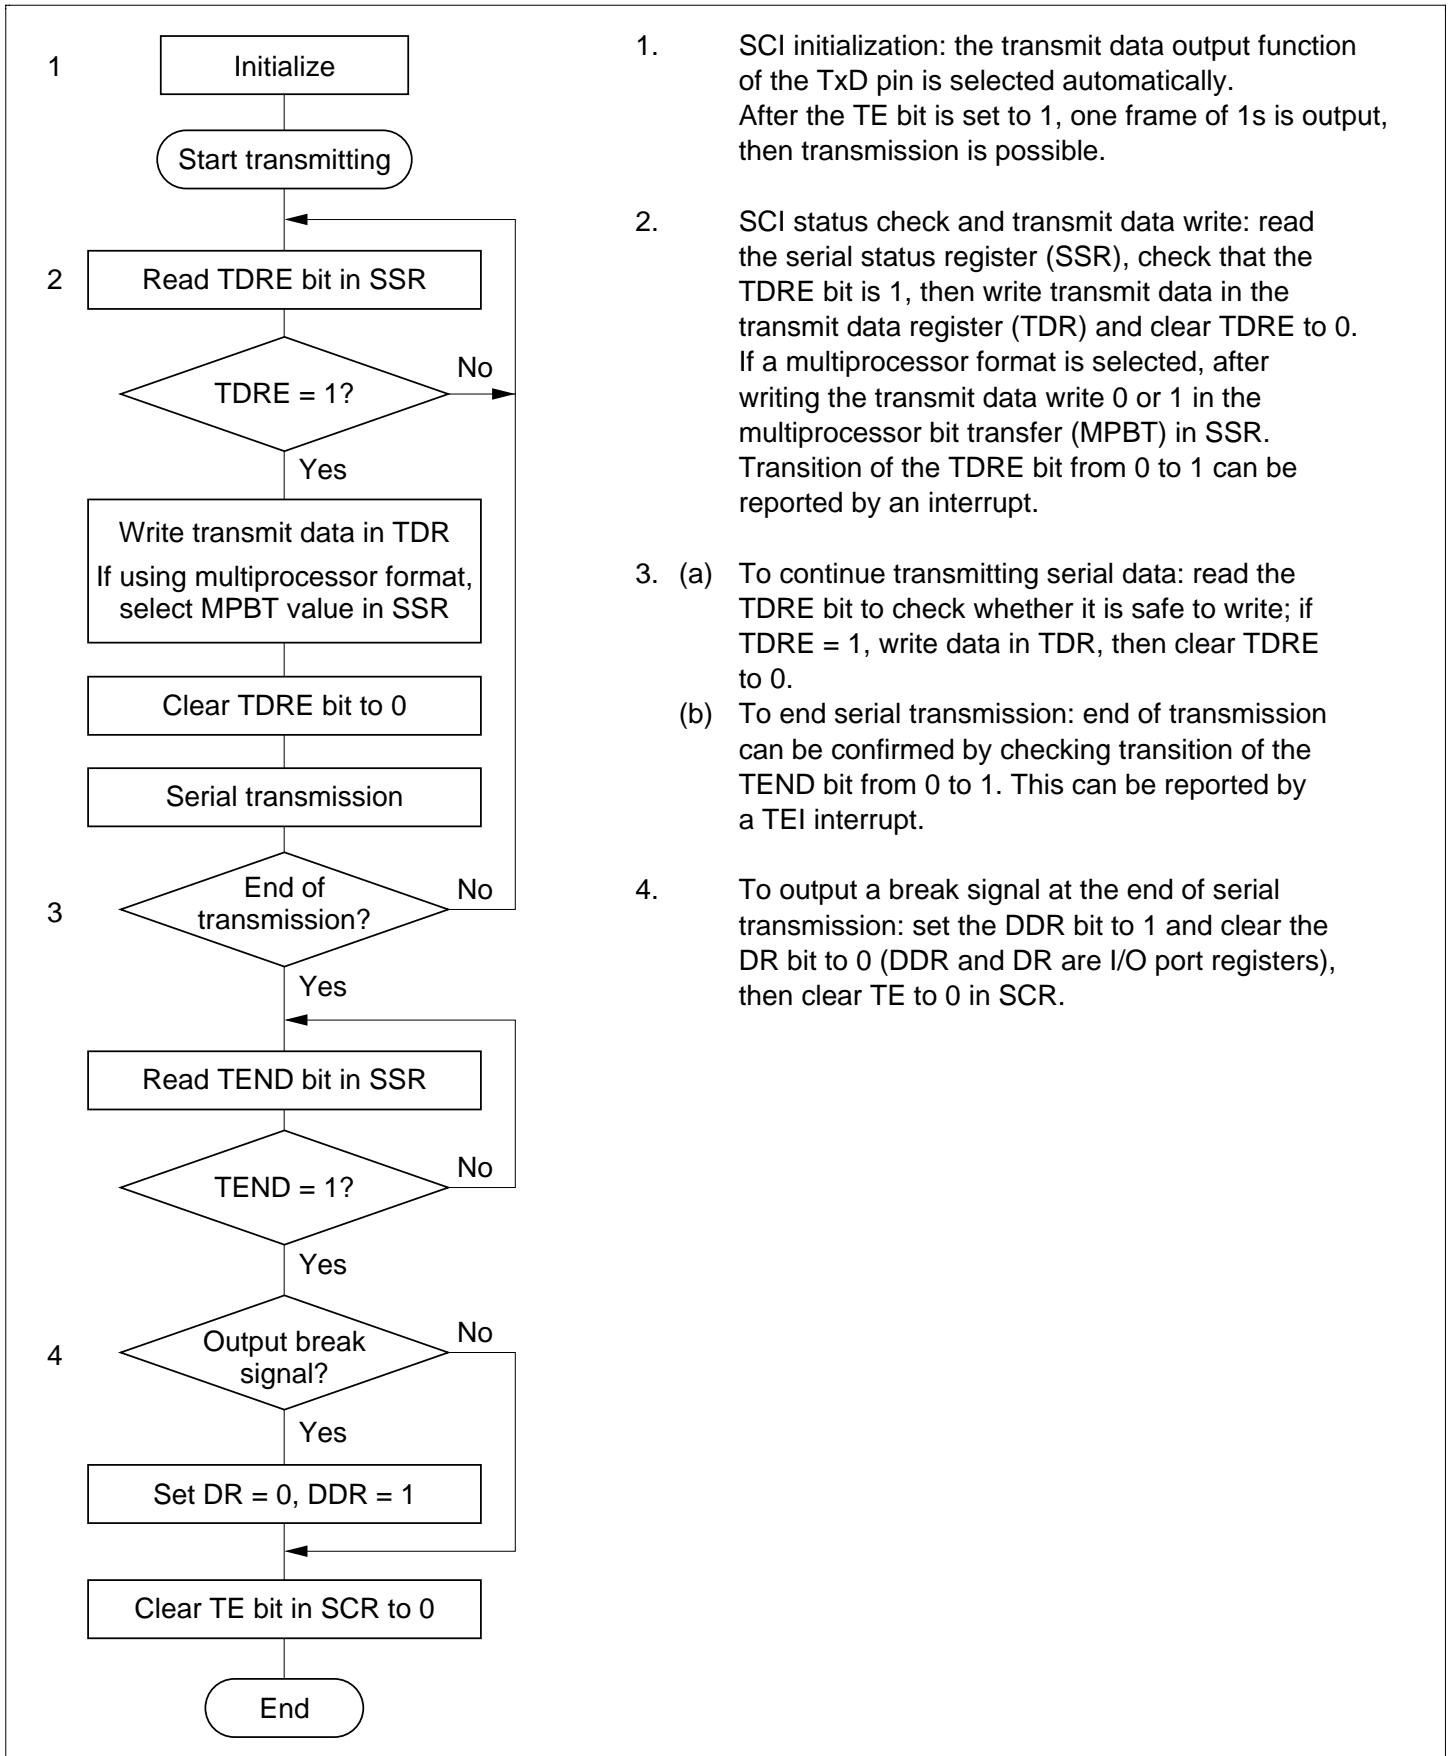 1
Initialize
Start transmitting
2
Read TDRE bit in SSR
TDRE = 1?
No
Yes
Write transmit data in TDR
If using multiprocessor format,
select MPBT value in SSR
Clear TDRE bit to 0
Serial transmission
3
End of
transmission?
No
Yes
Read TEND bit in SSR
TEND = 1?
No
Yes
4
Output break
signal?
No
Yes
Set DR = 0, DDR = 1
Clear TE bit in SCR to 0
End
1. SCI initialization: the transmit data output function
of the TxD pin is selected automatically.
After the TE bit is set to 1, one frame of 1s is output,
then transmission is possible.
2. SCI status check and transmit data write: read
the serial status register (SSR), check that the
TDRE bit is 1, then write transmit data in the
transmit data register (TDR) and clear TDRE to 0.
If a multiprocessor format is selected, after
writing the transmit data write 0 or 1 in the
multiprocessor bit transfer (MPBT) in SSR.
Transition of the TDRE bit from 0 to 1 can be
reported by an interrupt.
3. (a) To continue transmitting serial data: read the
TDRE bit to check whether it is safe to write; if
TDRE = 1, write data in TDR, then clear TDRE
to 0.
(b) To end serial transmission: end of transmission
can be confirmed by checking transition of the
TEND bit from 0 to 1. This can be reported by
a TEI interrupt.
4. To output a break signal at the end of serial
transmission: set the DDR bit to 1 and clear the
DR bit to 0 (DDR and DR are I/O port registers),
then clear TE to 0 in SCR.